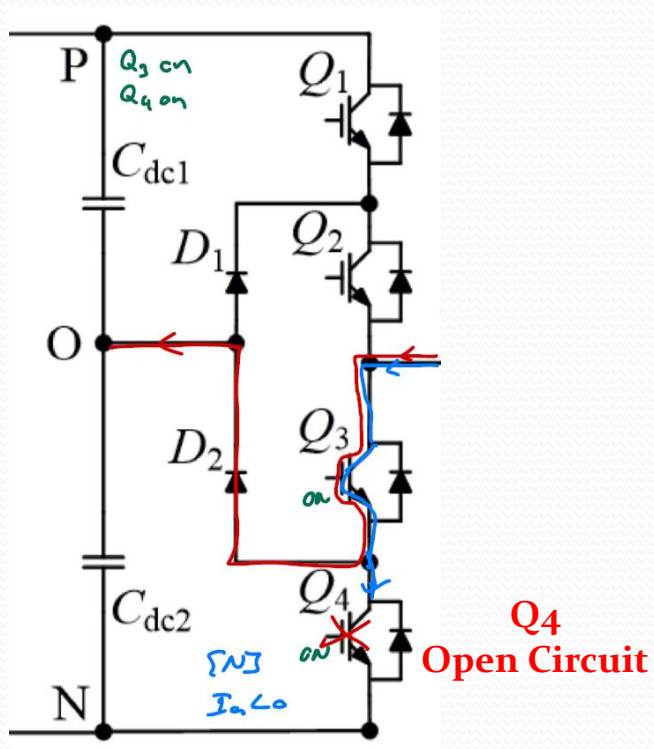 P
Q3 on
Q4 on
Q1
Cdc1
D1
Q2
O
D2
Q3
on
Q4
Cdc2
[N]
ON
Ia<0
N
Q4
Open Circuit